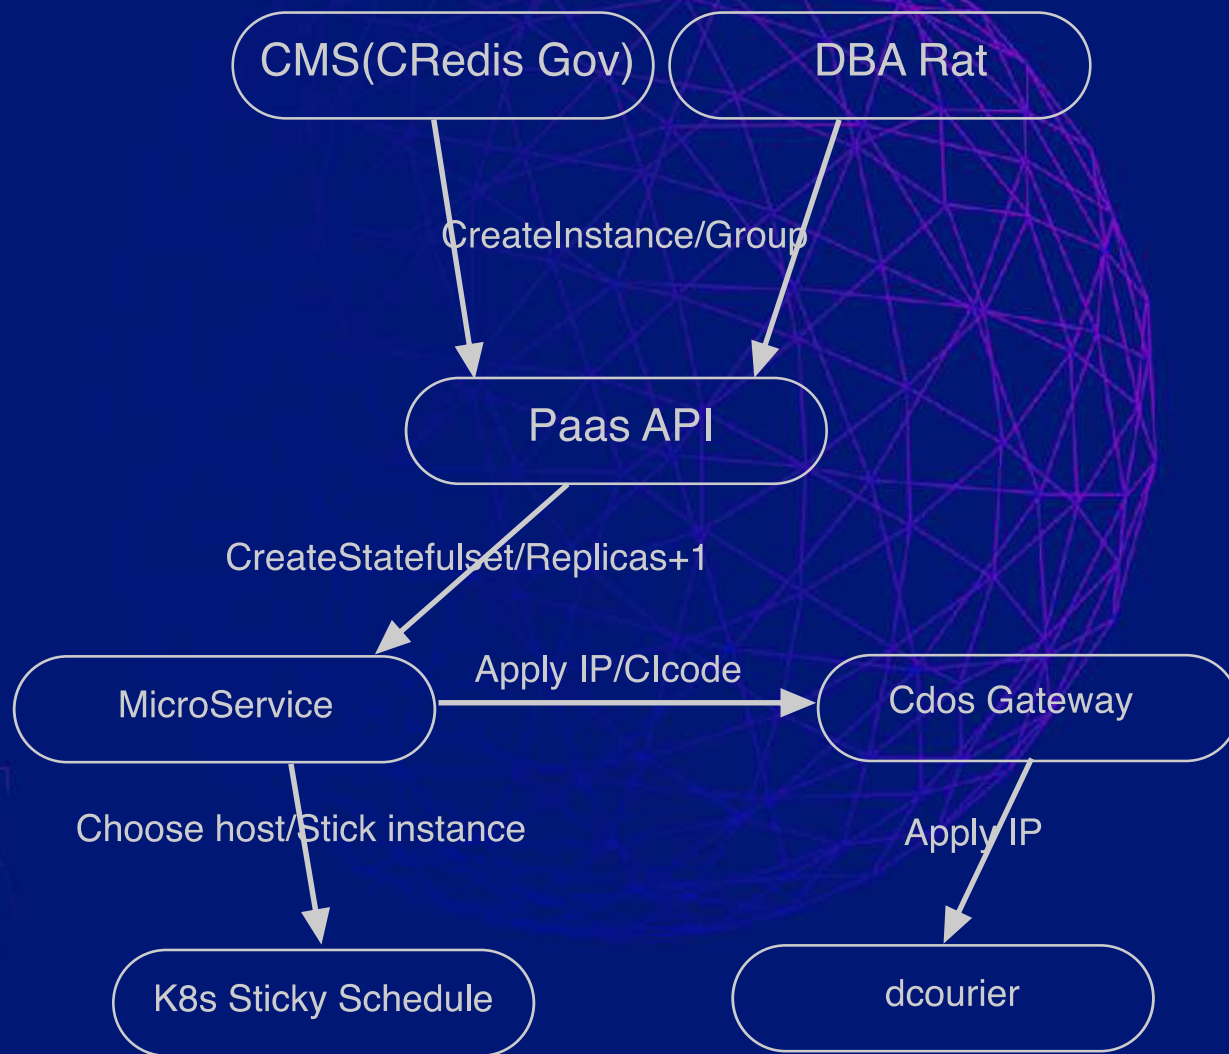 CMS(CRedis Gov)
DBA Rat
CreateInstance/Group
Paas API
CreateStatefulset/Replicas+1
Apply IP/CIcode
MicroService
Cdos Gateway
Choose host/Stick instance
Apply IP
K8s Sticky Schedule
dcourier